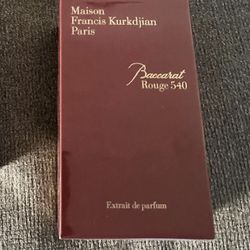 Maison
Francis Kurkdjian
Paris
Baccarat
Rouge 540
Extrait de parfum